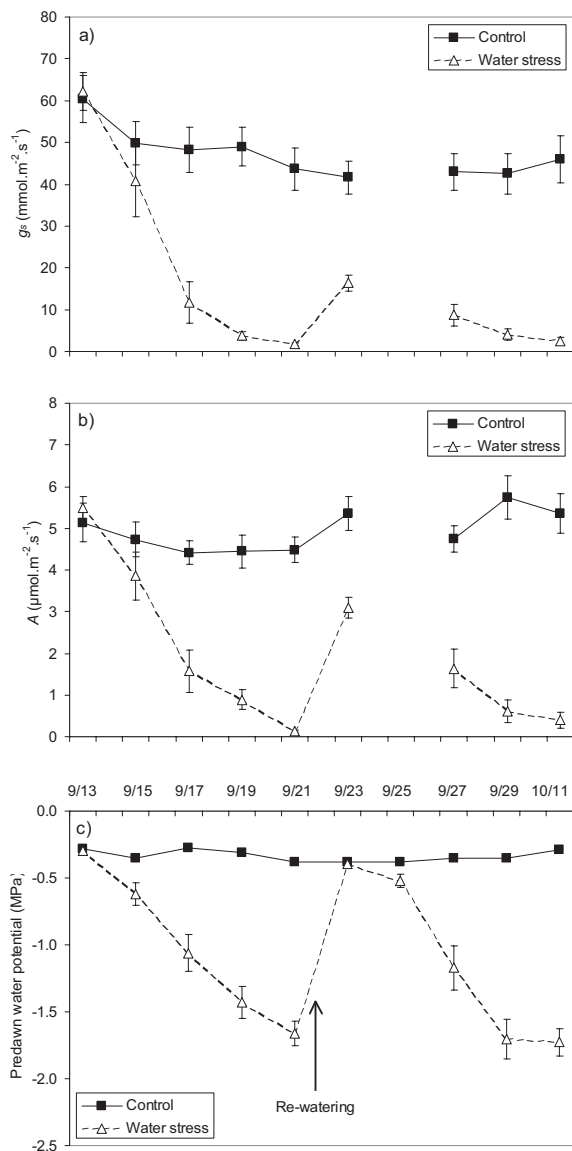 a)
Control
Water stress
80
70
60
50
40
30
20
10
0
gs (mmol.m⁻².s⁻¹)
b)
Control
Water stress
8
7
6
5
4
3
2
1
0
A (µmol.m⁻².s⁻¹)
9/13 9/15 9/17 9/19 9/21 9/23 9/25 9/27 9/29 10/11
c)
0.0
-0.5
-1.0
-1.5
-2.0
-2.5
Predawn water potential (MPa)
Re-watering
Control
Water stress